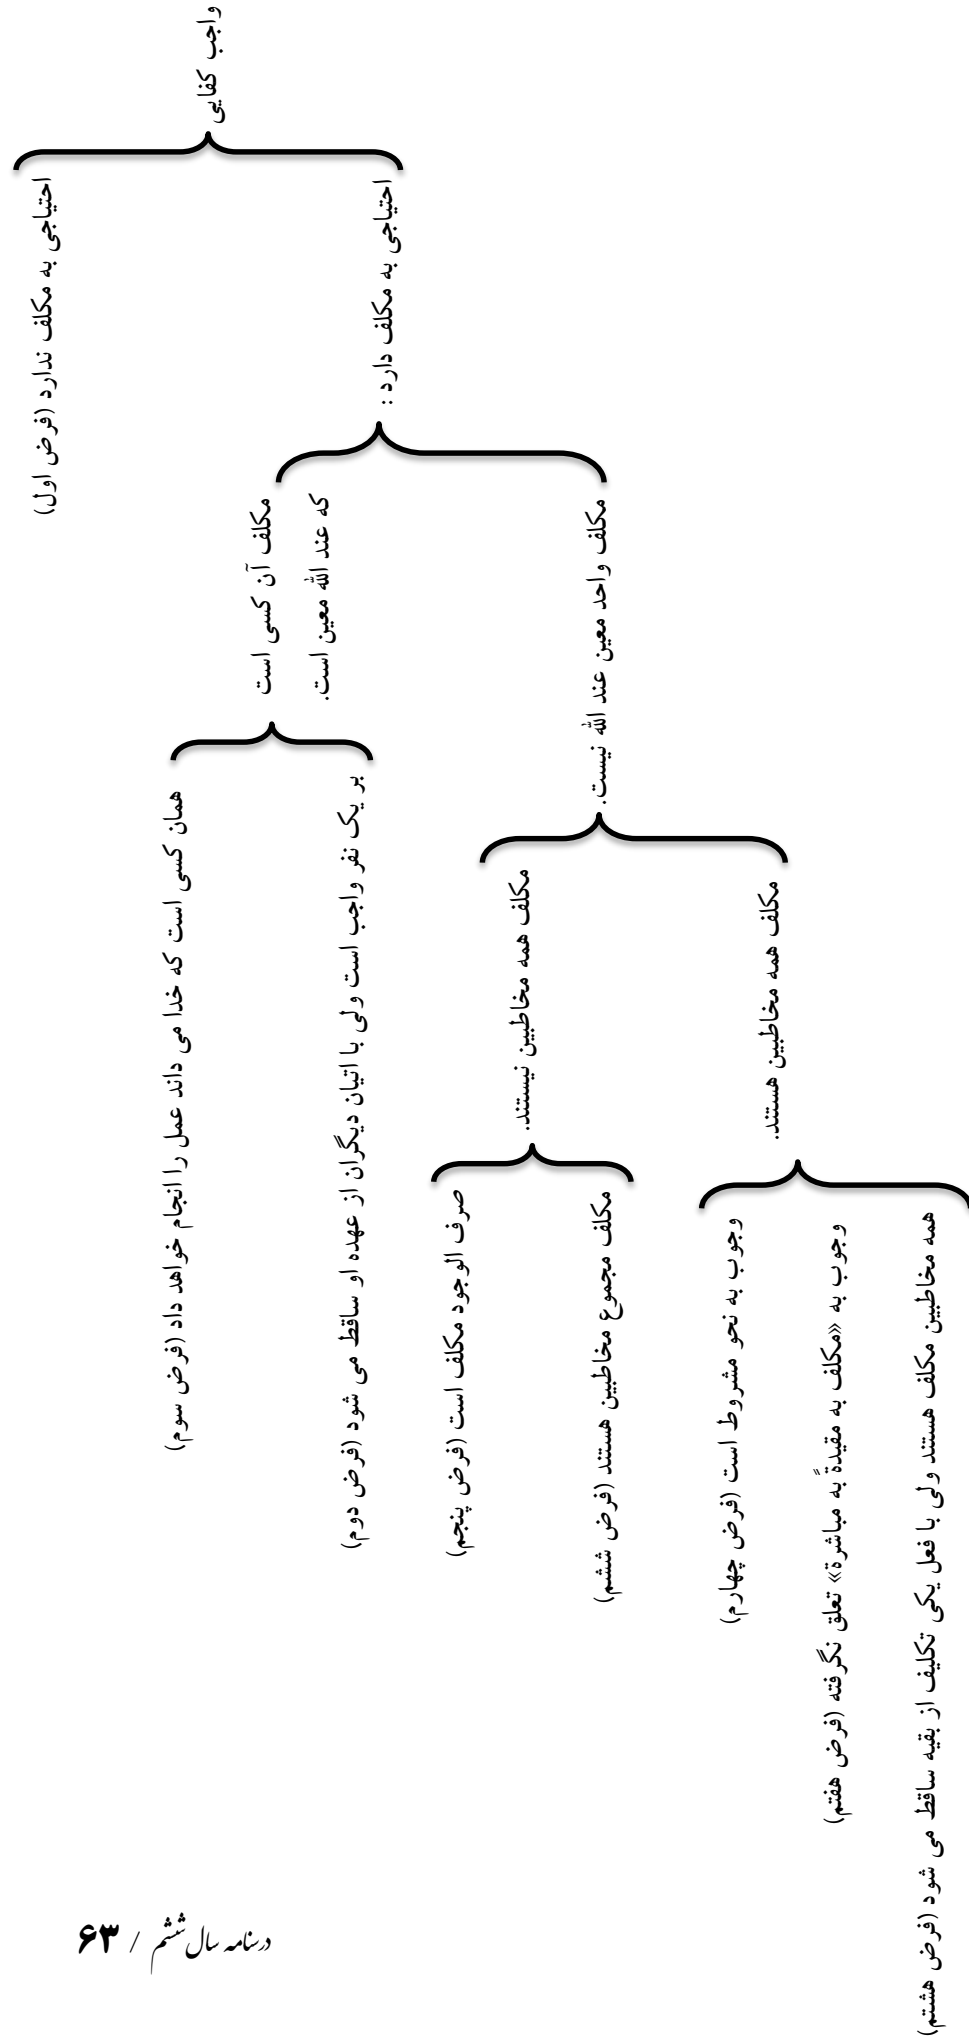 واجب کفایی
احتیاجی به مکلف ندارد (فرض اول)
احتیاجی به مکلف دارد :
مکلف آن کسی است
که عند الله معین است.
همان کسی است که خدا می داند عمل را انجام خواهد داد (فرض سوم)
بر یک نفر واجب است ولی با اتیان دیگران از عهده او ساقط می شود (فرض دوم)
مکلف واحد معین عند الله نیست.
مکلف همه مخاطبین نیستند.
صرف الوجود مکلف است (فرض پنجم)
مکلف مجموع مخاطبین هستند (فرض ششم)
مکلف همه مخاطبین هستند.
وجوب به نحو مشروط است (فرض چهارم)
وجوب به «مکلف به مقیدةً به مباشرة» تعلق نگرفته (فرض هفتم)
همه مخاطبین مکلف هستند ولی با فعل یکی تکلیف از بقیه ساقط می شود (فرض هشتم)
درسنامه سال ششم / ۶۳